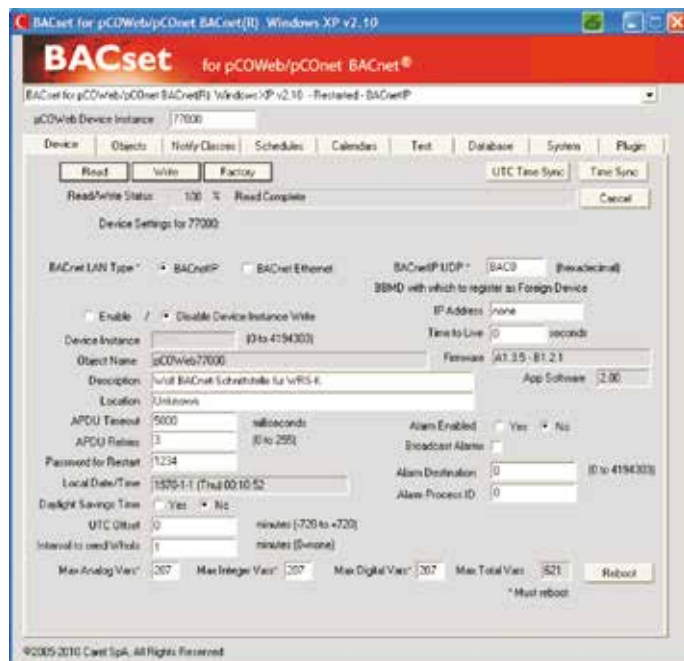 BACset for pCOWeb/pCOnet BACnet(R) Windows XP v2.10
BACset for pCOWeb/pCOnet BACnet®
BACset for pCOWeb/pCOnet BACnet(R) Windows XP v2.10 - Restarted - BACnetIP
pCOWeb Device Instance 77000
Device Objects Notify Classes Schedules Calendars Test Database System Plugin
Read Write Factory UTC Time Sync Time Sync
Read/Write Status 100 % Read Complete Cancel
Device Settings for 77000:
BACnet LAN Type * BACnetIP BACnet Ethernet BACnetIP UDP * BAC0 (hexadecimal)
BBMD with which to register as Foreign Device
Enable / Disable Device Instance Write IP Address none
Device Instance (0 to 4194303) Time to Live 0 seconds
Object Name pCOWeb77000 Firmware A1.3.5 - B1.2.1
Description Wolf BACnet-Schnittstelle für WRS-K App Software 2.00
Location Unknown
APDU Timeout 5000 milliseconds Alarm Enabled Yes No
APDU Retries 3 (0 to 255) Broadcast Alarms
Password for Restart 1234 Alarm Destination 0 (0 to 4194303)
Local Date/Time 1970-1-1 (Thu) 00:10:52 Alarm Process ID 0
Daylight Savings Time Yes No
UTC Offset 0 minutes (-720 to +720)
Interval to send WhoIs 1 minutes (0=none)
Max Analog Vars* 207 Max Integer Vars* 207 Max Digital Vars* 207 Max Total Vars 621 Reboot
* Must reboot
©2005-2010 Carel SpA, All Rights Reserved